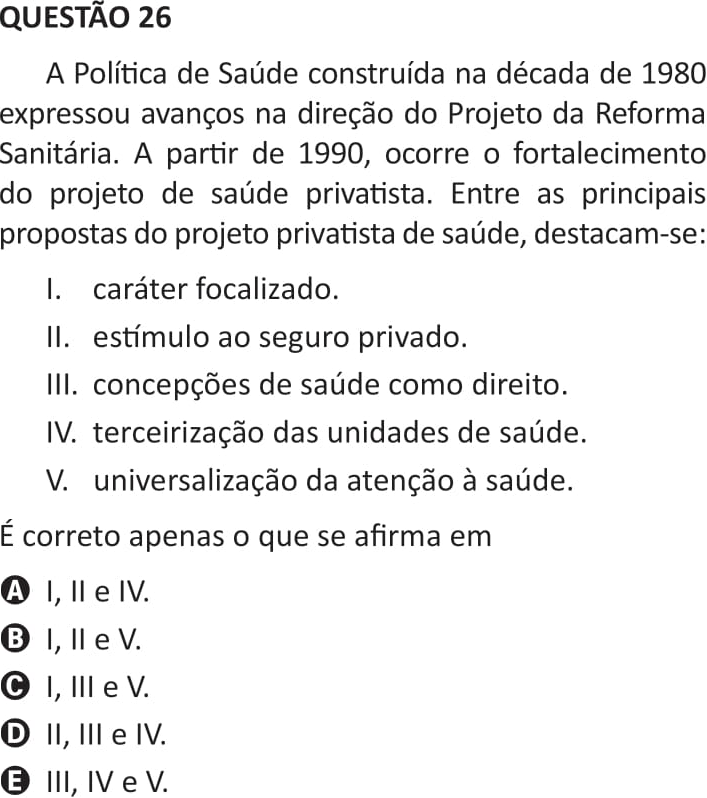 QUESTÃO 26
A Política de Saúde construída na década de 1980
expressou avanços na direção do Projeto da Reforma
Sanitária. A partir de 1990, ocorre o fortalecimento
do projeto de saúde privatista. Entre as principais
propostas do projeto privatista de saúde, destacam-se:
I. caráter focalizado.
II. estímulo ao seguro privado.
III. concepções de saúde como direito.
IV. terceirização das unidades de saúde.
V. universalização da atenção à saúde.
É correto apenas o que se afirma em
A I, II e IV.
B I, II e V.
C I, III e V.
D II, III e IV.
E III, IV e V.